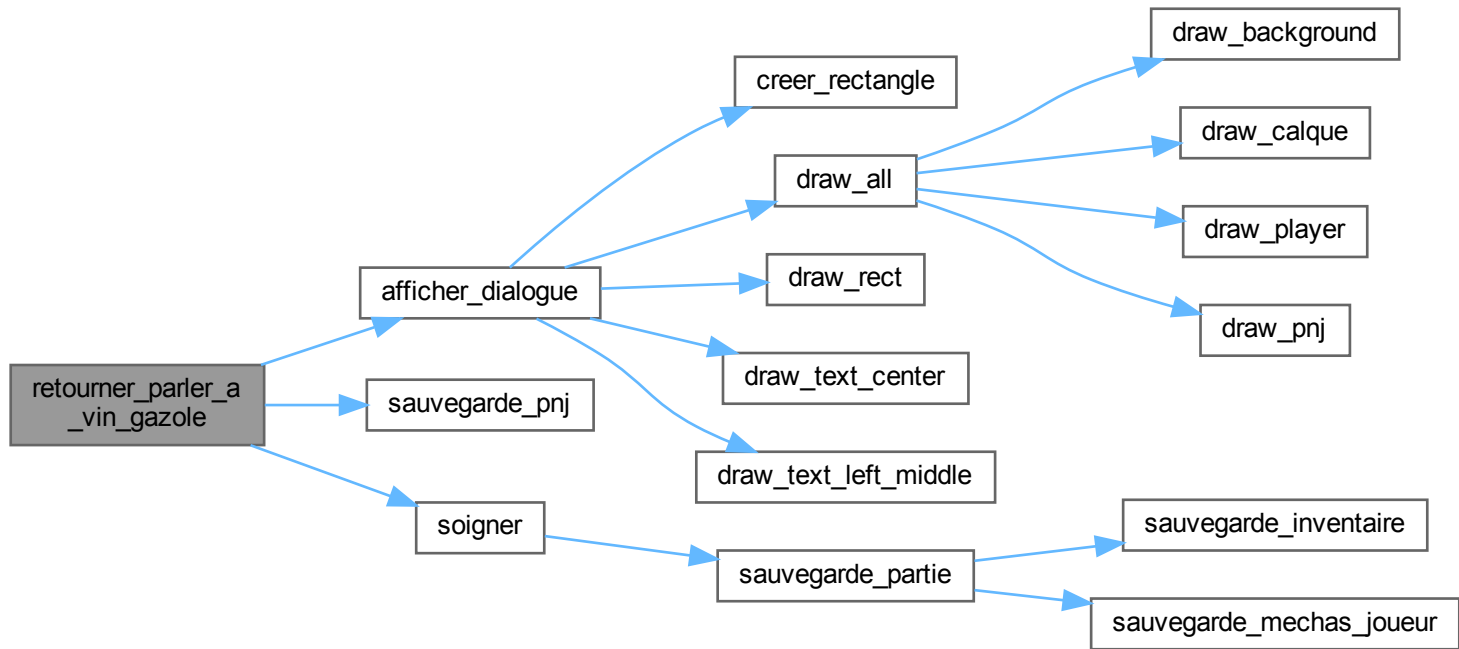 retourner_parler_a
_vin_gazole
afficher_dialogue
sauvegarde_pnj
soigner
creer_rectangle
draw_all
draw_rect
draw_text_center
draw_text_left_middle
sauvegarde_partie
draw_background
draw_calque
draw_player
draw_pnj
sauvegarde_inventaire
sauvegarde_mechas_joueur